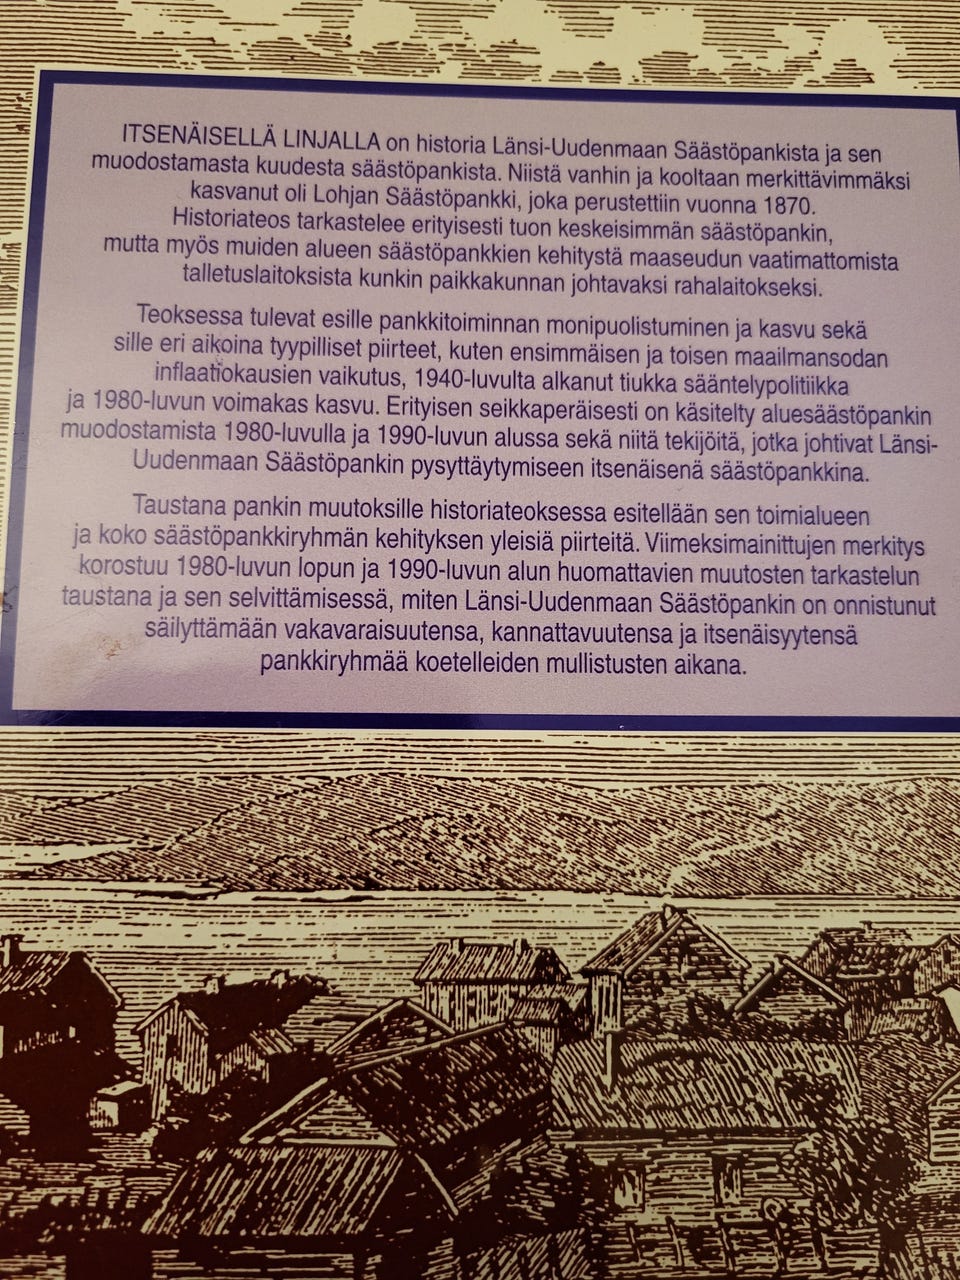 ITSENÄISELLÄ LINJALLA on historia Länsi-Uudenmaan Säästöpankista ja sen
muodostamasta kuudesta säästöpankista. Niistä vanhin ja kooltaan merkittävimmäksi
kasvanut oli Lohjan Säästöpankki, joka perustettiin vuonna 1870.
Historiateos tarkastelee erityisesti tuon keskeisimmän säästöpankin,
mutta myös muiden alueen säästöpankkien kehitystä maaseudun vaatimattomista
talletuslaitoksista kunkin paikkakunnan johtavaksi rahalaitokseksi.
Teoksessa tulevat esille pankkitoiminnan monipuolistuminen ja kasvu sekä
sille eri aikoina tyypilliset piirteet, kuten ensimmäisen ja toisen maailmansodan
inflaatiokausien vaikutus, 1940-luvulta alkanut tiukka sääntelypolitiikka
ja 1980-luvun voimakas kasvu. Erityisen seikkaperäisesti on käsitelty aluesäästöpankin
muodostamista 1980-luvulla ja 1990-luvun alussa sekä niitä tekijöitä, jotka johtivat Länsi-
Uudenmaan Säästöpankin pysyttäytymiseen itsenäisenä säästöpankkina.
Taustana pankin muutoksille historiateoksessa esitellään sen toimialueen
ja koko säästöpankkiryhmän kehityksen yleisiä piirteitä. Viimeksimainittujen merkitys
korostuu 1980-luvun lopun ja 1990-luvun alun huomattavien muutosten tarkastelun
taustana ja sen selvittämisessä, miten Länsi-Uudenmaan Säästöpankin on onnistunut
säilyttämään vakavaraisuutensa, kannattavuutensa ja itsenäisyytensä
pankkiryhmää koetelleiden mullistusten aikana.